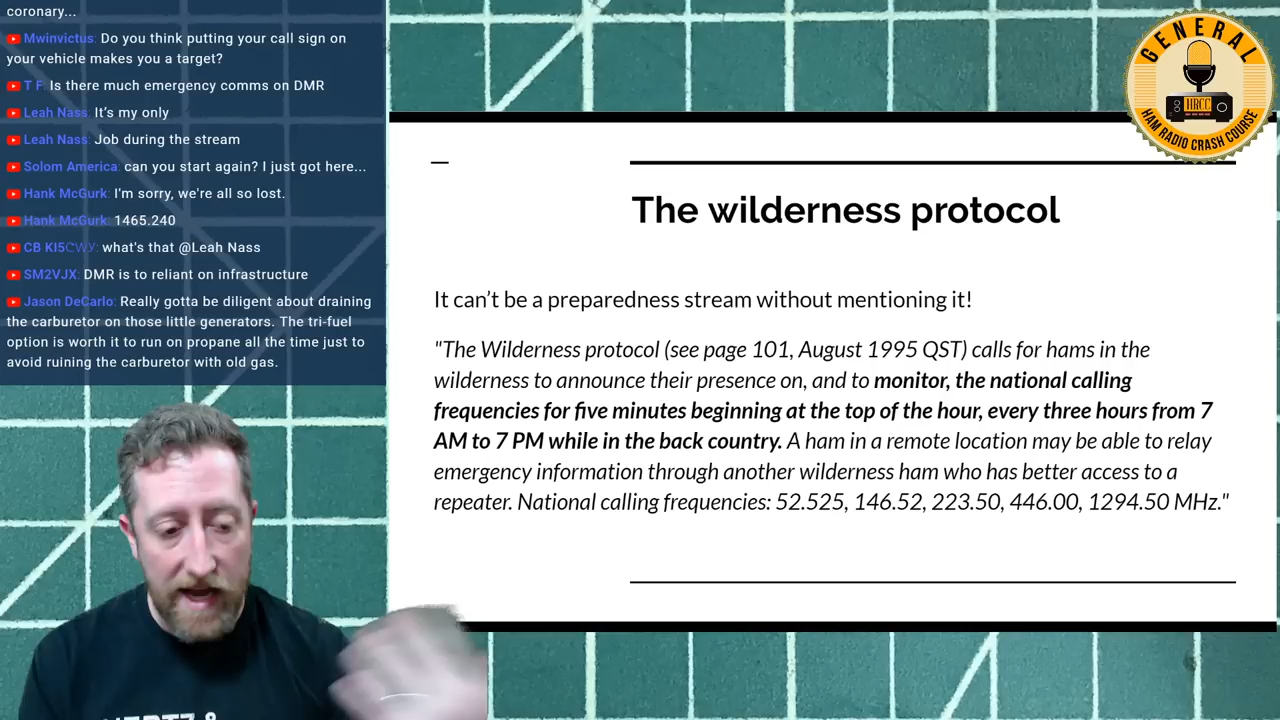 coronary...
Mwinvictus: Do you think putting your call sign on
your vehicle makes you a target?
T F: Is there much emergency comms on DMR
Leah Nass: It's my only
Leah Nass: Job during the stream
Solom America: can you start again? I just got here...
Hank McGurk: I'm sorry, we're all so lost.
Hank McGurk: 1465.240
CB KI5CWV: what's that @Leah Nass
SM2VJX: DMR is to reliant on infrastructure
Jason DeCarlo: Really gotta be diligent about draining
the carburetor on those little generators. The tri-fuel
option is worth it to run on propane all the time just to
avoid ruining the carburetor with old gas.
GENERAL
HRCC
HAM RADIO CRASH COURSE
The wilderness protocol
It can't be a preparedness stream without mentioning it!
"The Wilderness protocol (see page 101, August 1995 QST) calls for hams in the
wilderness to announce their presence on, and to monitor, the national calling
frequencies for five minutes beginning at the top of the hour, every three hours from 7
AM to 7 PM while in the back country. A ham in a remote location may be able to relay
emergency information through another wilderness ham who has better access to a
repeater. National calling frequencies: 52.525, 146.52, 223.50, 446.00, 1294.50 MHz."